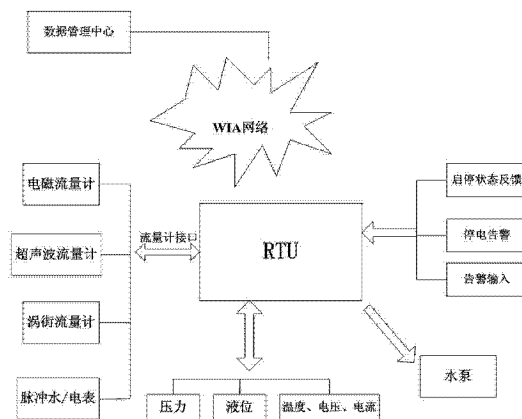 数据管理中心
WIA网络
电磁流量计
超声波流量计
涡街流量计
脉冲水/电表
流量计接口
RTU
启停状态反馈
停电告警
告警输入
水泵
压力
液位
温度、电压、电流